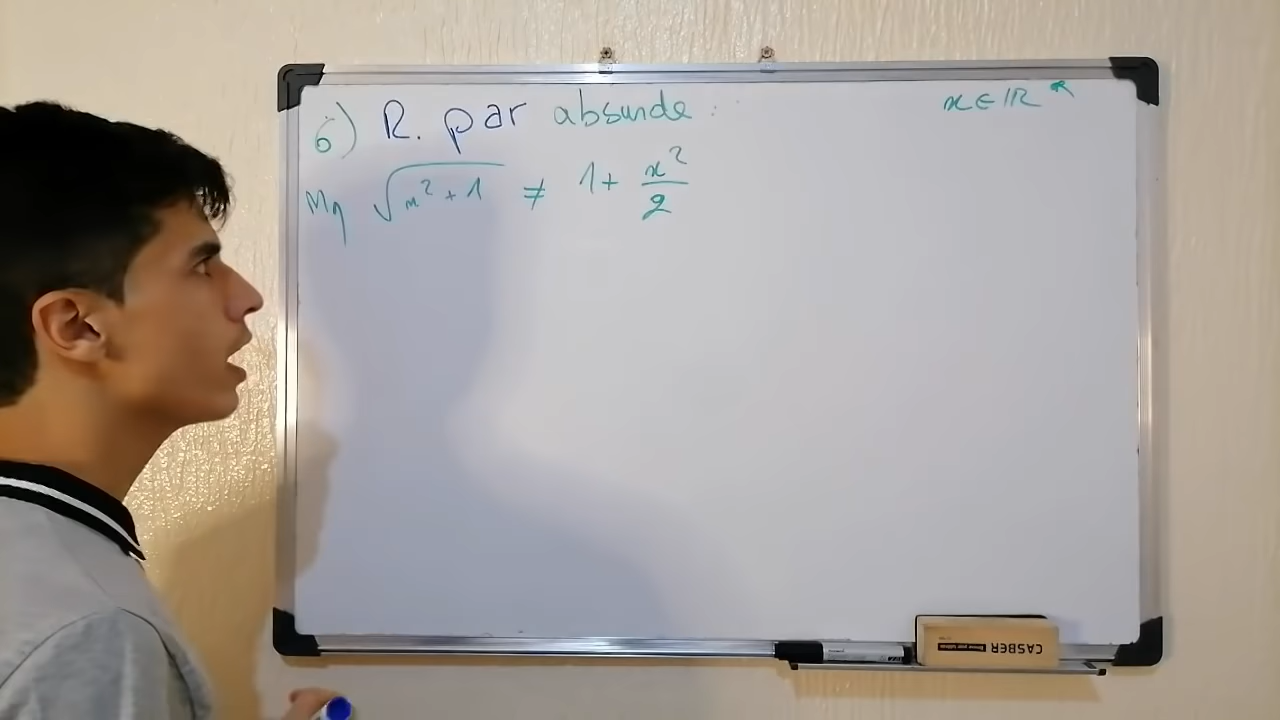 6) R. par absurde : x ∈ ℝ*
Mq √x² + 1 ≠ 1 + x²/2
CASBER